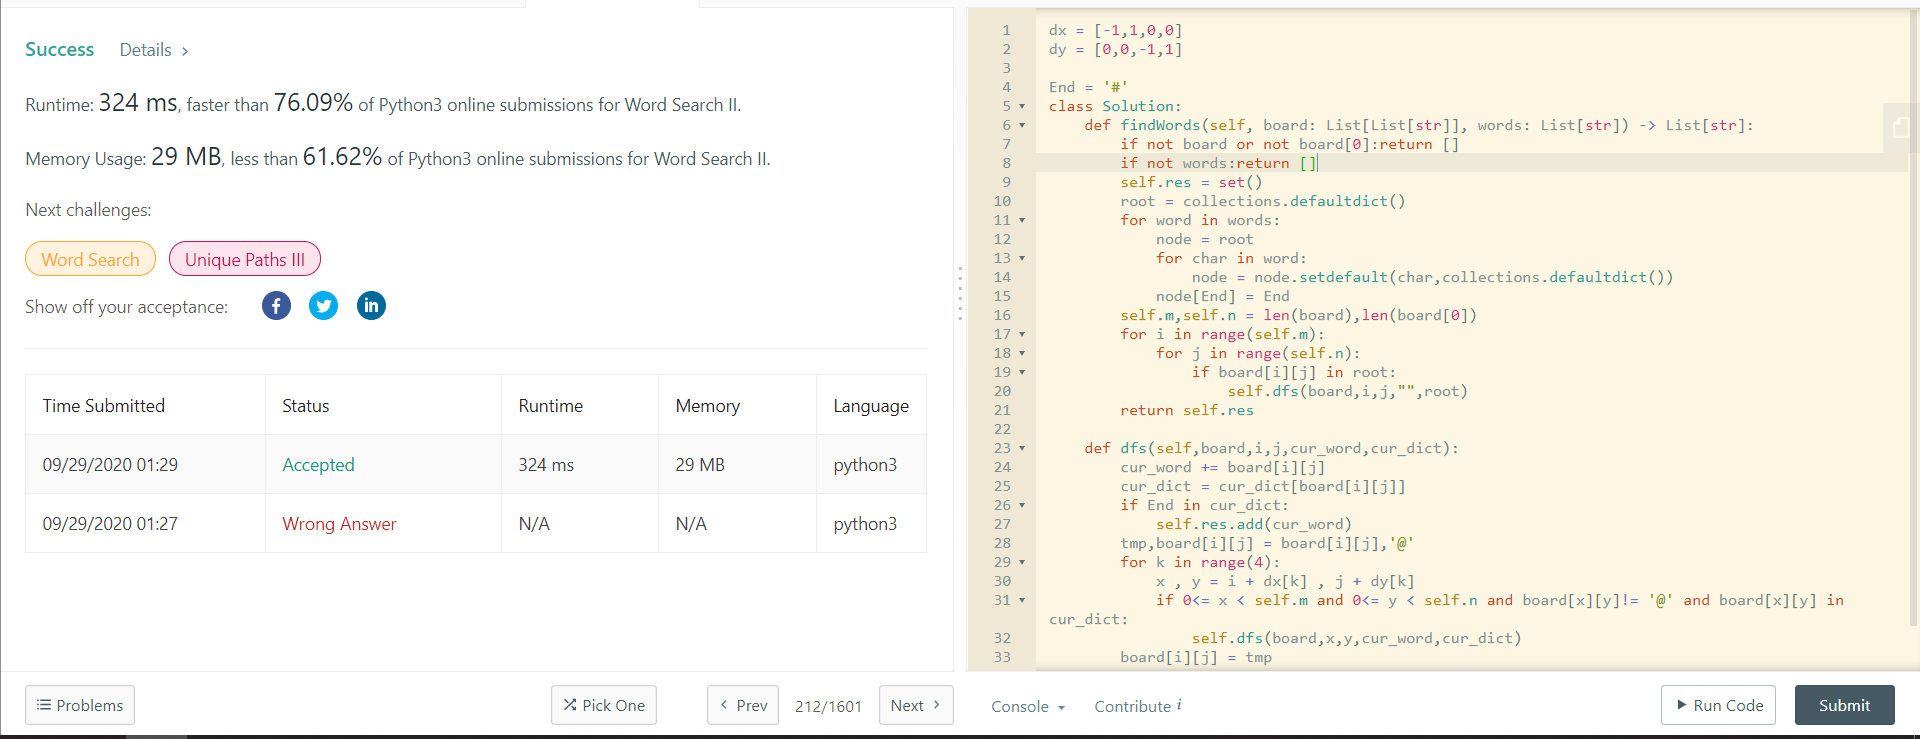 Success Details >
Runtime: 324 ms, faster than 76.09% of Python3 online submissions for Word Search II.
Memory Usage: 29 MB, less than 61.62% of Python3 online submissions for Word Search II.
Next challenges:
Word Search Unique Paths III
Show off your acceptance:
Time Submitted Status Runtime Memory Language
09/29/2020 01:29 Accepted 324 ms 29 MB python3
09/29/2020 01:27 Wrong Answer N/A N/A python3
Problems Pick One < Prev 212/1601 Next >
1 dx = [-1,1,0,0]
2 dy = [0,0,-1,1]
3
4 End = '#'
5 class Solution:
6     def findWords(self, board: List[List[str]], words: List[str]) -> List[str]:
7         if not board or not board[0]:return []
8         if not words:return []
9         self.res = set()
10         root = collections.defaultdict()
11         for word in words:
12             node = root
13             for char in word:
14                 node = node.setdefault(char,collections.defaultdict())
15             node[End] = End
16         self.m,self.n = len(board),len(board[0])
17         for i in range(self.m):
18             for j in range(self.n):
19                 if board[i][j] in root:
20                     self.dfs(board,i,j,"",root)
21         return self.res
22
23     def dfs(self,board,i,j,cur_word,cur_dict):
24         cur_word += board[i][j]
25         cur_dict = cur_dict[board[i][j]]
26         if End in cur_dict:
27             self.res.add(cur_word)
28         tmp,board[i][j] = board[i][j],'@'
29         for k in range(4):
30             x , y = i + dx[k] , j + dy[k]
31             if 0<= x < self.m and 0<= y < self.n and board[x][y]!= '@' and board[x][y] in
cur_dict:
32                 self.dfs(board,x,y,cur_word,cur_dict)
33         board[i][j] = tmp
Console Contribute i Run Code Submit